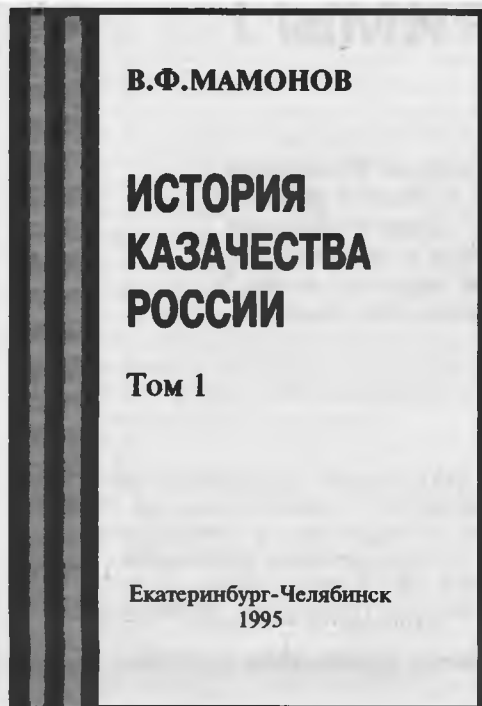 В.Ф.МАМОНОВ
ИСТОРИЯ
КАЗАЧЕСТВА
РОССИИ
Том 1
Екатеринбург-Челябинск
1995